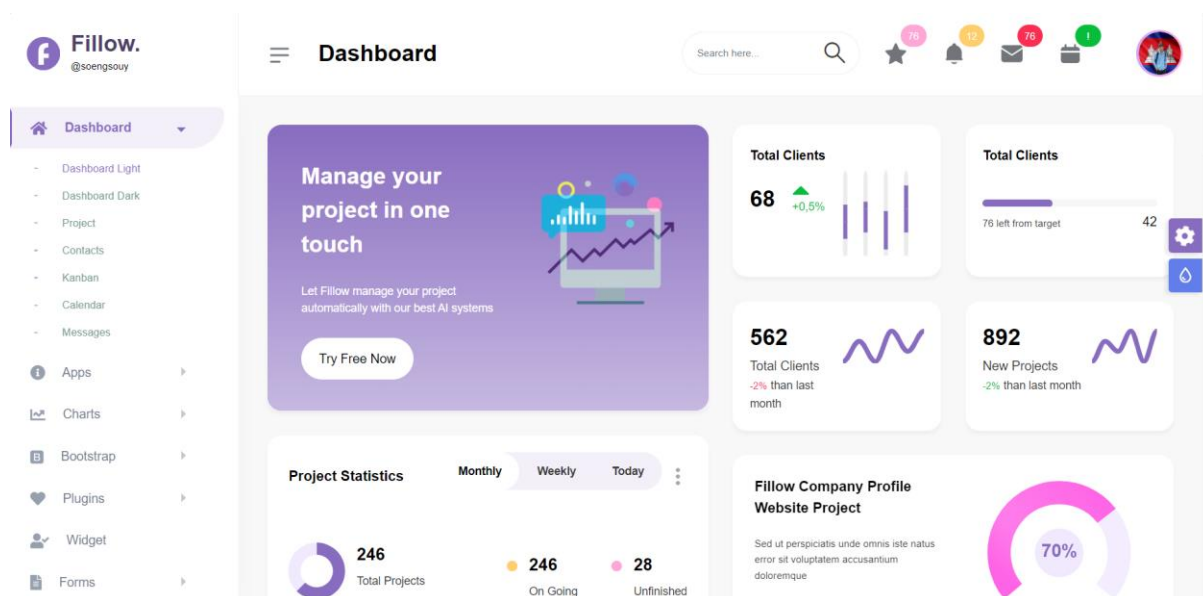 Fillow.
@soengsouy
Dashboard
Search here...
76
12
76
!
Dashboard
- Dashboard Light
- Dashboard Dark
- Project
- Contacts
- Kanban
- Calendar
- Messages
Apps
Charts
Bootstrap
Plugins
Widget
Forms
Manage your
project in one
touch
Let Fillow manage your project
automatically with our best AI systems
Try Free Now
Total Clients
68
+0,5%
Total Clients
76 left from target
42
562
Total Clients
-2% than last
month
892
New Projects
-2% than last month
Project Statistics
Monthly
Weekly
Today
246
Total Projects
246
On Going
28
Unfinished
Fillow Company Profile
Website Project
Sed ut perspiciatis unde omnis iste natus
error sit voluptatem accusantium
doloremque
70%